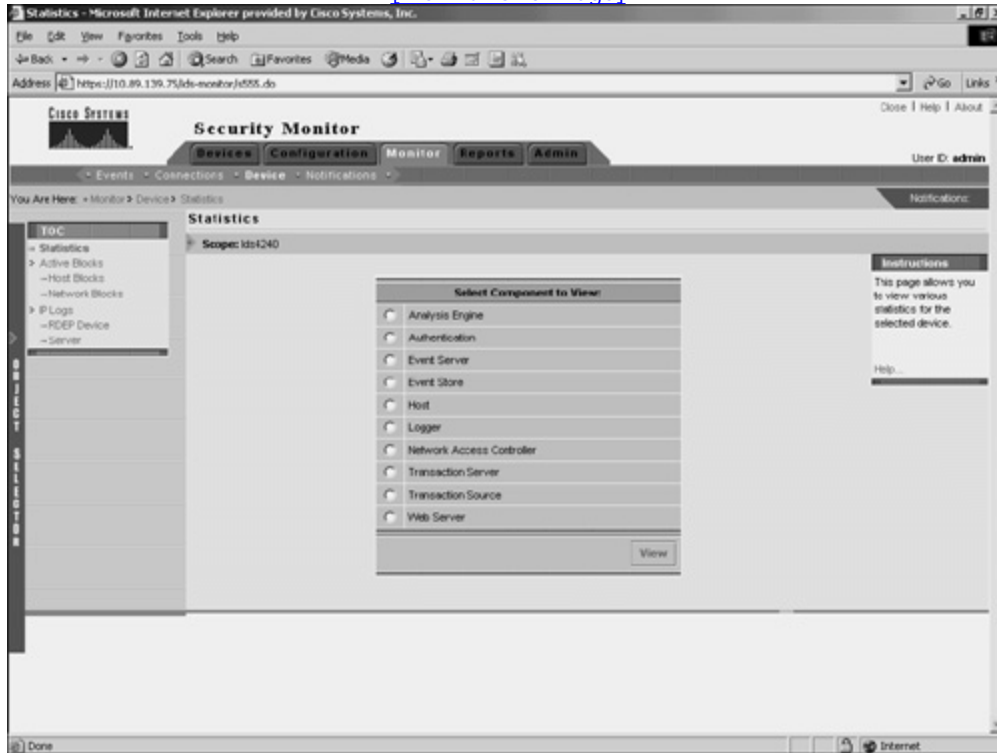 Statistics - Microsoft Internet Explorer provided by Cisco Systems, Inc.
File Edit View Favorites Tools Help
Back Search Favorites Media
Address https://10.89.139.75/ids-monitor/s555.do Go Links
Close | Help | About
CISCO SYSTEMS
Security Monitor
Devices Configuration Monitor Reports Admin
User ID: admin
Events Connections Device Notifications
You Are Here: Monitor > Device > Statistics
Notifications:
TOC
Statistics
Active Blocks
Host Blocks
Network Blocks
IP Logs
RDEP Device
Server
OBJECT SELECTOR
Statistics
Scope: ids4240
Select Component to View:
Analysis Engine
Authentication
Event Server
Event Store
Host
Logger
Network Access Controller
Transaction Server
Transaction Source
Web Server
View
Instructions
This page allows you
to view various
statistics for the
selected device.
Help...
Done
Internet